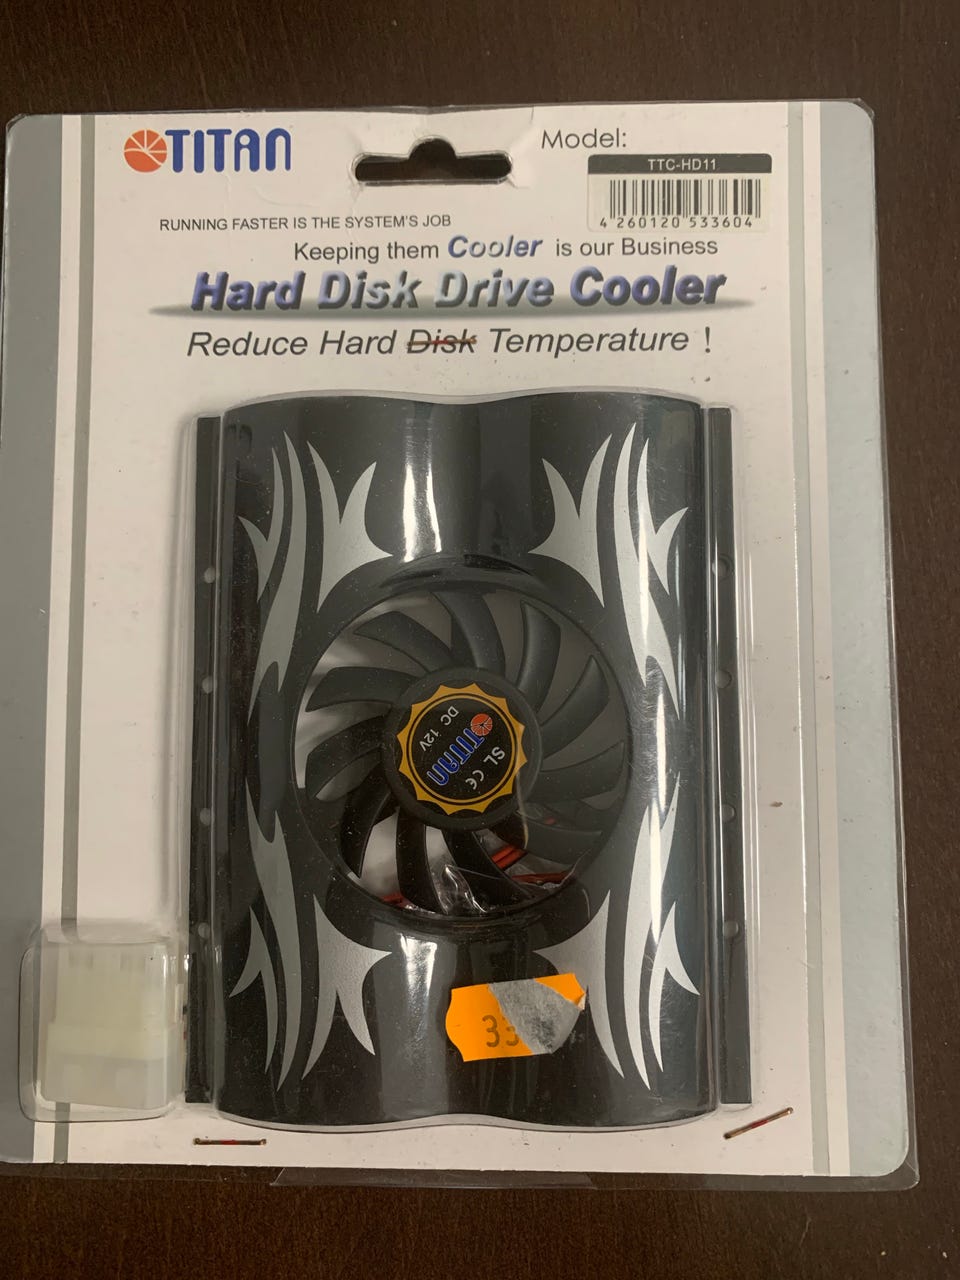 TITAN
Model:
TTC-HD11
4 260120 533604
RUNNING FASTER IS THE SYSTEM'S JOB
Keeping them Cooler is our Business
Hard Disk Drive Cooler
Reduce Hard Disk Temperature !
TITAN
DC 12V
SL CE